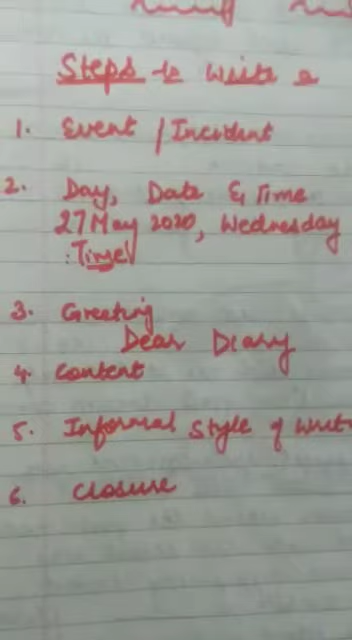 Steps to write a
1. Event / Incident
2. Day, Date & Time
27 May 2020, Wednesday
:Time
3. Greeting
Dear Diary
4. Content
5. Informal Style of
6. Closure